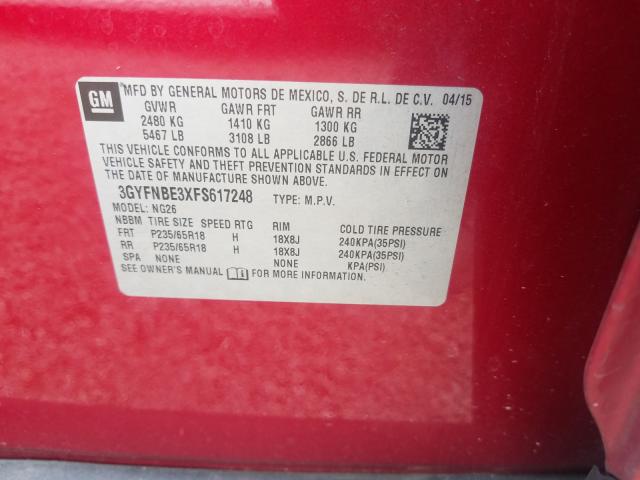 GM
MFD BY GENERAL MOTORS DE MEXICO, S. DE R.L. DE C.V. 04/15
GVWR GAWR FRT GAWR RR
2480 KG 1410 KG 1300 KG
5467 LB 3108 LB 2866 LB
THIS VEHICLE CONFORMS TO ALL APPLICABLE U.S. FEDERAL MOTOR
VEHICLE SAFETY AND THEFT PREVENTION STANDARDS IN EFFECT
ON THE DATE OF MANUFACTURE SHOWN ABOVE.
3GYFNBE3XFS617248 TYPE: M.P.V.
MODEL: NG26
NBBM TIRE SIZE SPEED RTG RIM COLD TIRE PRESSURE
FRT P235/65R18 H 18X8J 240KPA(35PSI)
RR P235/65R18 H 18X8J 240KPA(35PSI)
SPA NONE NONE KPA(PSI)
SEE OWNER'S MANUAL FOR MORE INFORMATION.